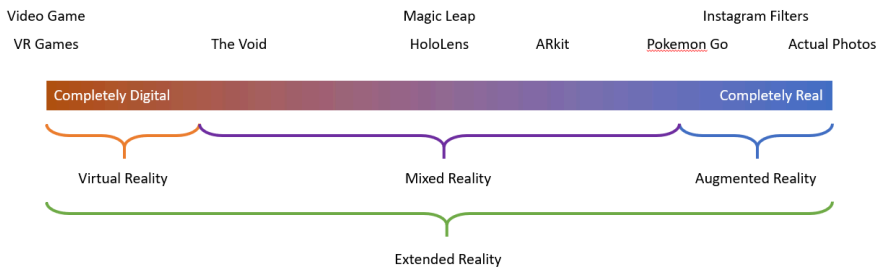 Video Game Magic Leap Instagram Filters
VR Games The Void HoloLens ARkit Pokemon Go Actual Photos
Completely Digital Completely Real
Virtual Reality Mixed Reality Augmented Reality
Extended Reality